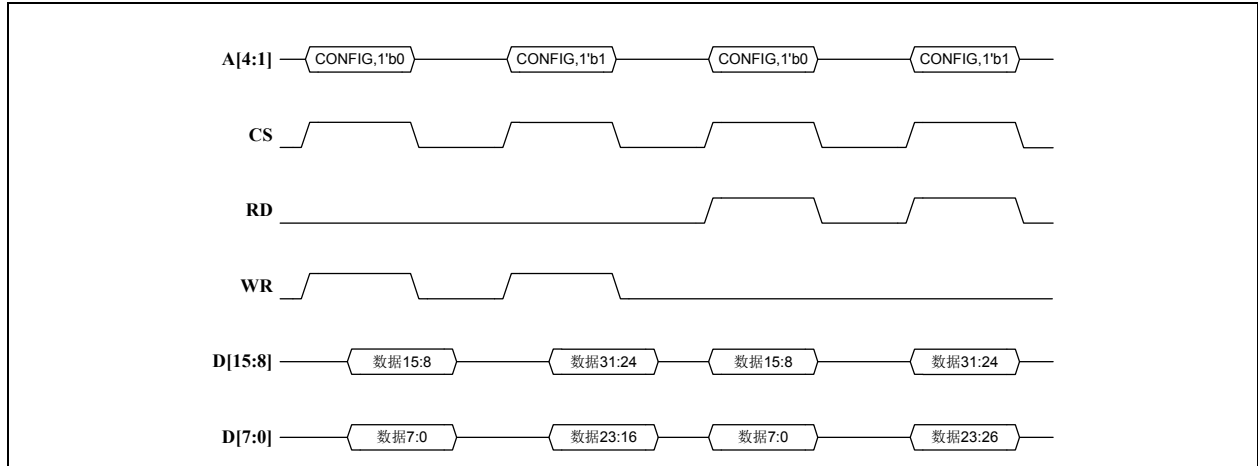 A[4:1] CONFIG,1'b0 CONFIG,1'b1 CONFIG,1'b0 CONFIG,1'b1
CS
RD
WR
D[15:8] 数据15:8 数据31:24 数据15:8 数据31:24
D[7:0] 数据7:0 数据23:16 数据7:0 数据23:26